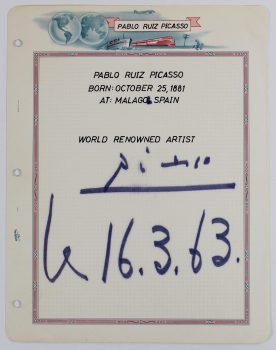 PABLO RUIZ PICASSO
PABLO RUIZ PICASSO
BORN: OCTOBER 25, 1881
AT: MALAGA SPAIN
WORLD RENOWNED ARTIST
Picasso
le 16.3.63.